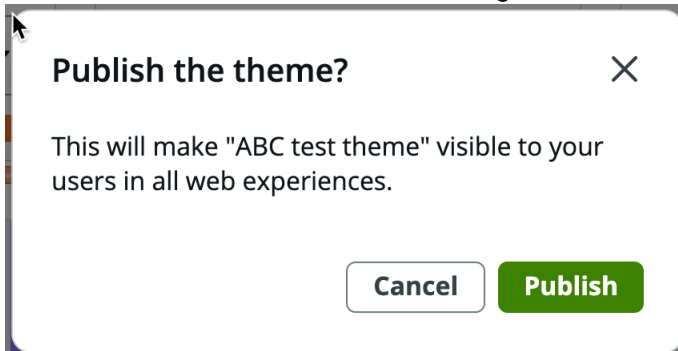 Publish the theme?
This will make "ABC test theme" visible to your
users in all web experiences.
Cancel
Publish